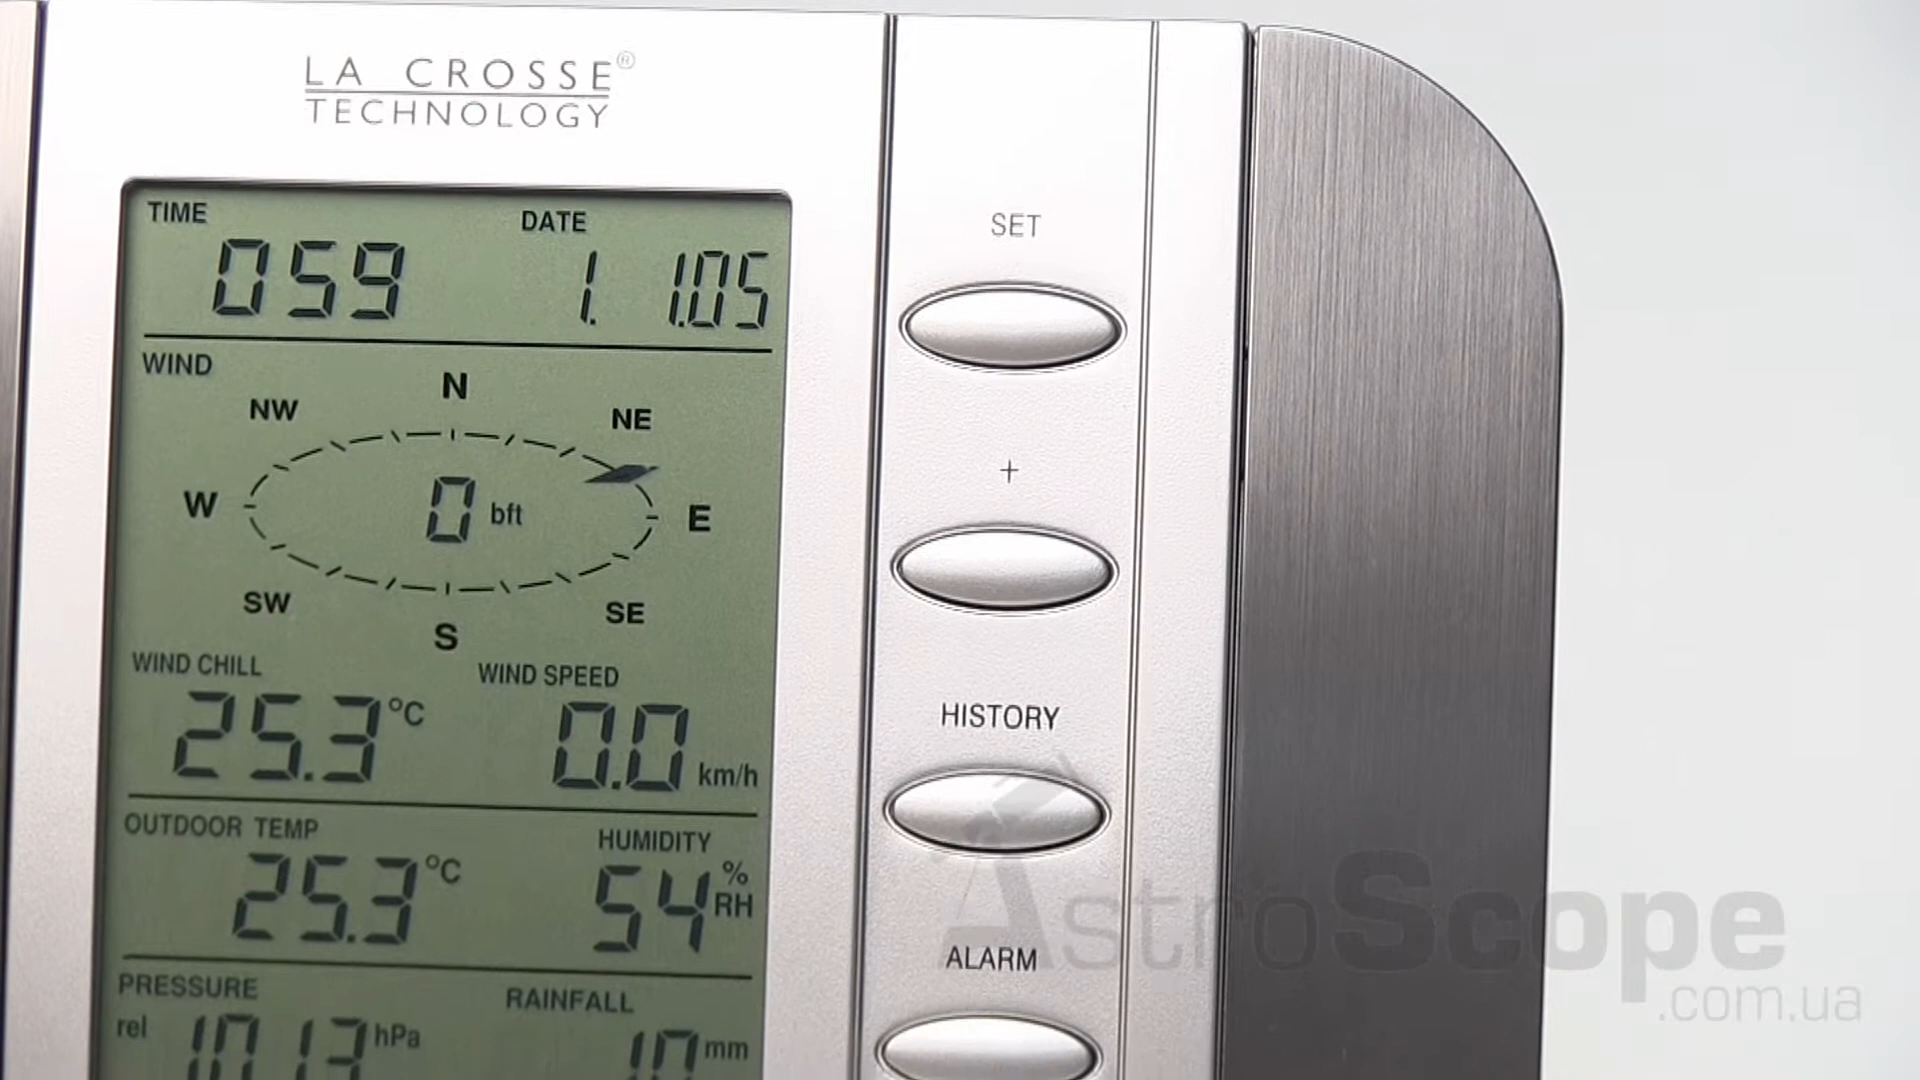 LA CROSSE®
TECHNOLOGY
TIME
DATE
059
1. 1.05
WIND
N
NW
NE
W
0 bft
E
SW
SE
S
WIND CHILL
WIND SPEED
25.3 °C
0.0 km/h
OUTDOOR TEMP
HUMIDITY
25.3 °C
54 % RH
PRESSURE
RAINFALL
rel 1013 hPa
mm
SET
+
HISTORY
ALARM
AstroScope
.com.ua